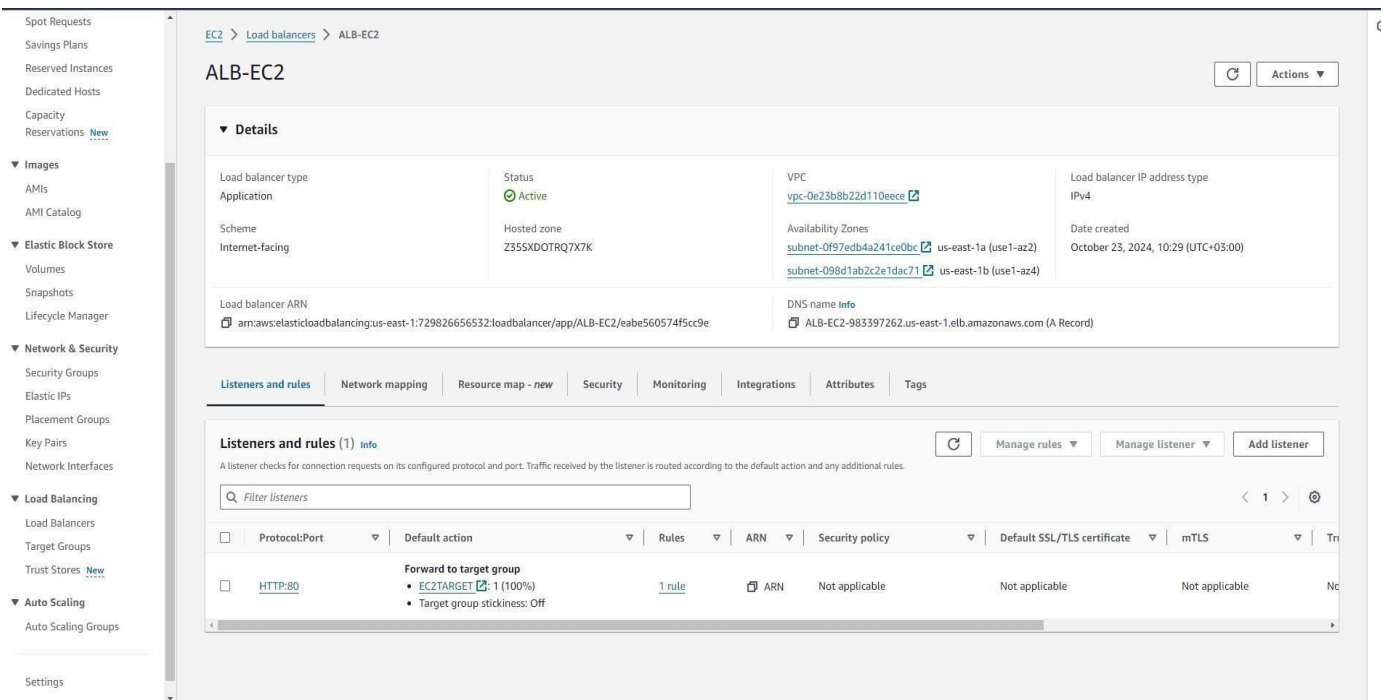 Spot Requests
Savings Plans
Reserved Instances
Dedicated Hosts
Capacity
Reservations New
Images
AMIs
AMI Catalog
Elastic Block Store
Volumes
Snapshots
Lifecycle Manager
Network & Security
Security Groups
Elastic IPs
Placement Groups
Key Pairs
Network Interfaces
Load Balancing
Load Balancers
Target Groups
Trust Stores New
Auto Scaling
Auto Scaling Groups
Settings
EC2 > Load balancers > ALB-EC2
ALB-EC2
Actions
Details
Load balancer type
Application
Status
Active
VPC
vpc-0e23b8b22d110eece
Load balancer IP address type
IPv4
Scheme
Internet-facing
Hosted zone
Z35SXDOTRQ7X7K
Availability Zones
subnet-0f97edb4a241ce0bc us-east-1a (use1-az2)
subnet-098d1ab2c2e1dac71 us-east-1b (use1-az4)
Date created
October 23, 2024, 10:29 (UTC+03:00)
Load balancer ARN
arn:aws:elasticloadbalancing:us-east-1:729826656532:loadbalancer/app/ALB-EC2/eabe560574f5cc9e
DNS name Info
ALB-EC2-983397262.us-east-1.elb.amazonaws.com (A Record)
Listeners and rules Network mapping Resource map - new Security Monitoring Integrations Attributes Tags
Listeners and rules (1) Info
Manage rules Manage listener Add listener
A listener checks for connection requests on its configured protocol and port. Traffic received by the listener is routed according to the default action and any additional rules.
Filter listeners
< 1 >
Protocol:Port Default action Rules ARN Security policy Default SSL/TLS certificate mTLS Tru
Forward to target group
HTTP:80 • EC2TARGET: 1 (100%) 1 rule ARN Not applicable Not applicable Not applicable No
• Target group stickiness: Off